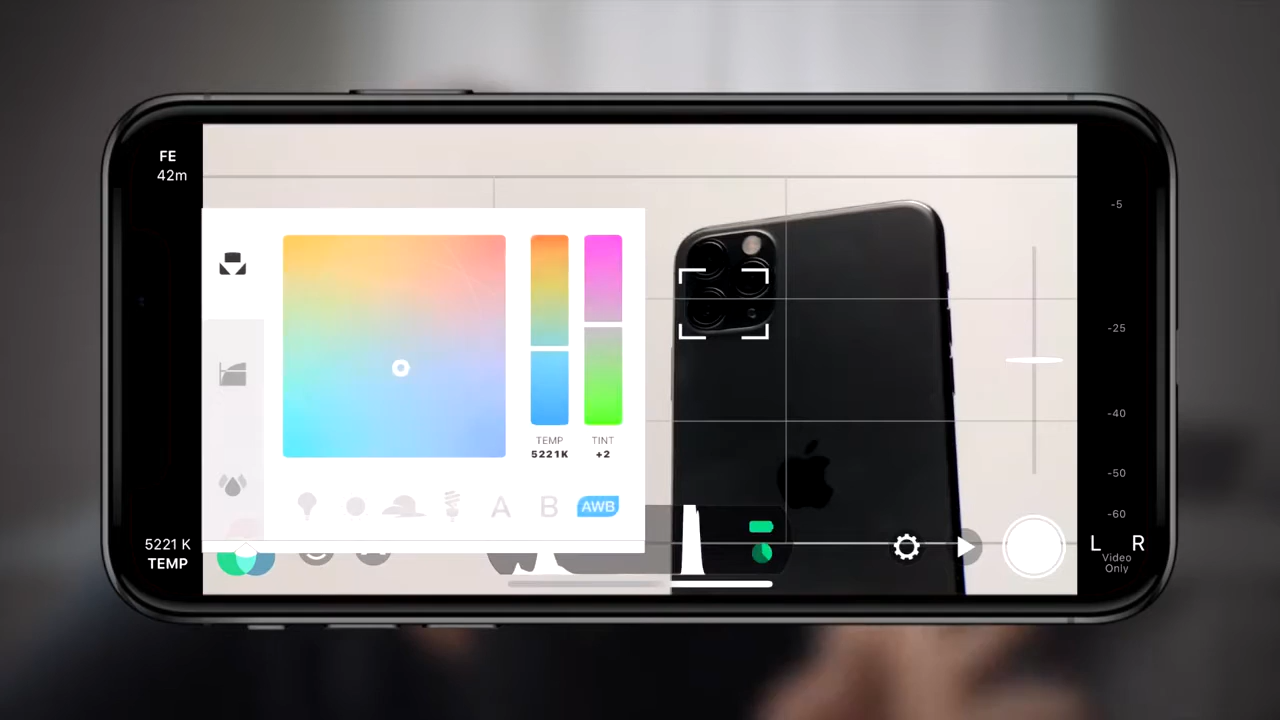 FE
42m
-5
-25
-40
-50
-60
TEMP
5221K
TINT
+2
A
B
AWB
5221 K
TEMP
L R
Video
Only